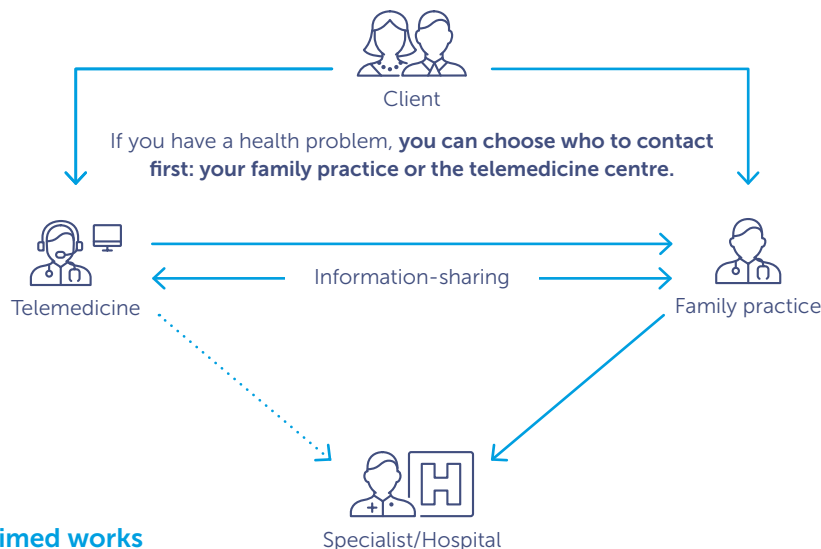 Client
If you have a health problem, you can choose who to contact
first: your family practice or the telemedicine centre.
Information-sharing
Telemedicine
Family practice
H
imed works
Specialist/Hospital